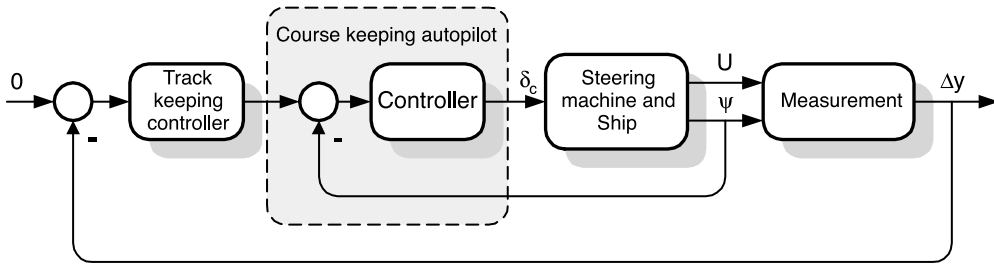 Course keeping autopilot
0
Track
keeping
controller
Controller
δc
Steering
machine and
Ship
U
ψ
Measurement
Δy
-
-